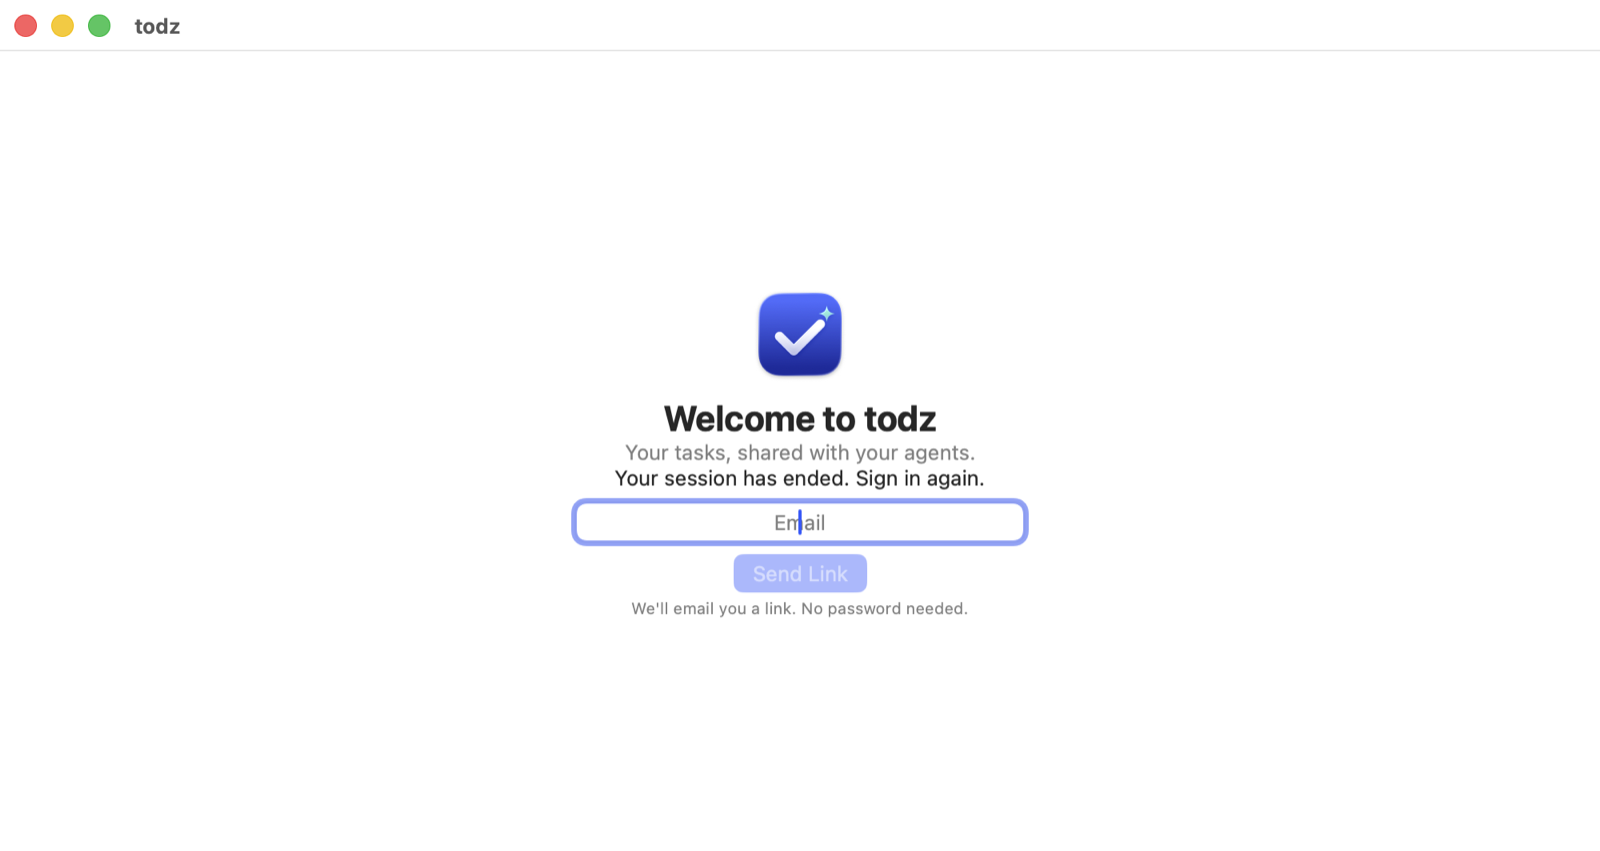 todz
Welcome to todz
Your tasks, shared with your agents.
Your session has ended. Sign in again.
Email
Send Link
We'll email you a link. No password needed.